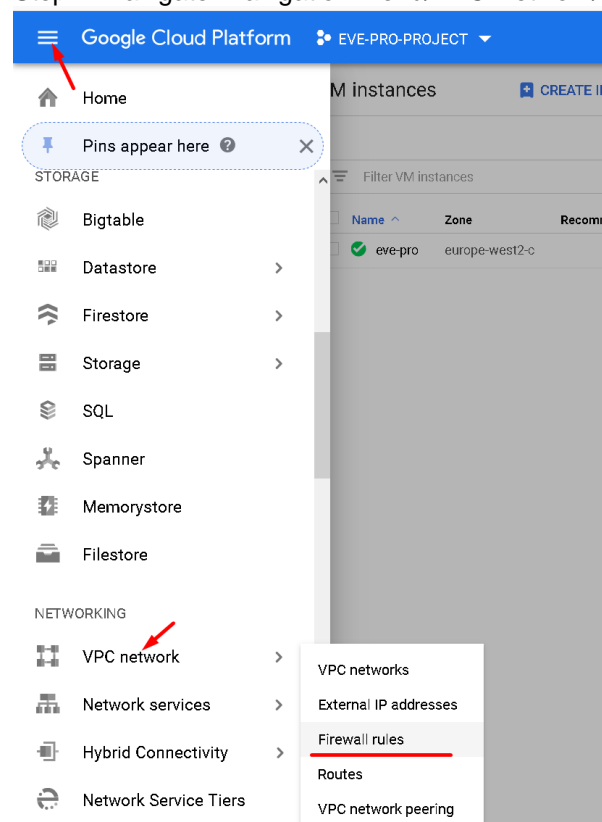 Google Cloud Platform EVE-PRO-PROJECT
Home
Pins appear here
STORAGE
Bigtable
Datastore
Firestore
Storage
SQL
Spanner
Memorystore
Filestore
NETWORKING
VPC network
Network services
Hybrid Connectivity
Network Service Tiers
VPC networks
External IP addresses
Firewall rules
Routes
VPC network peering
M instances CREATE I
Filter VM instances
Name Zone Recom
eve-pro europe-west2-c